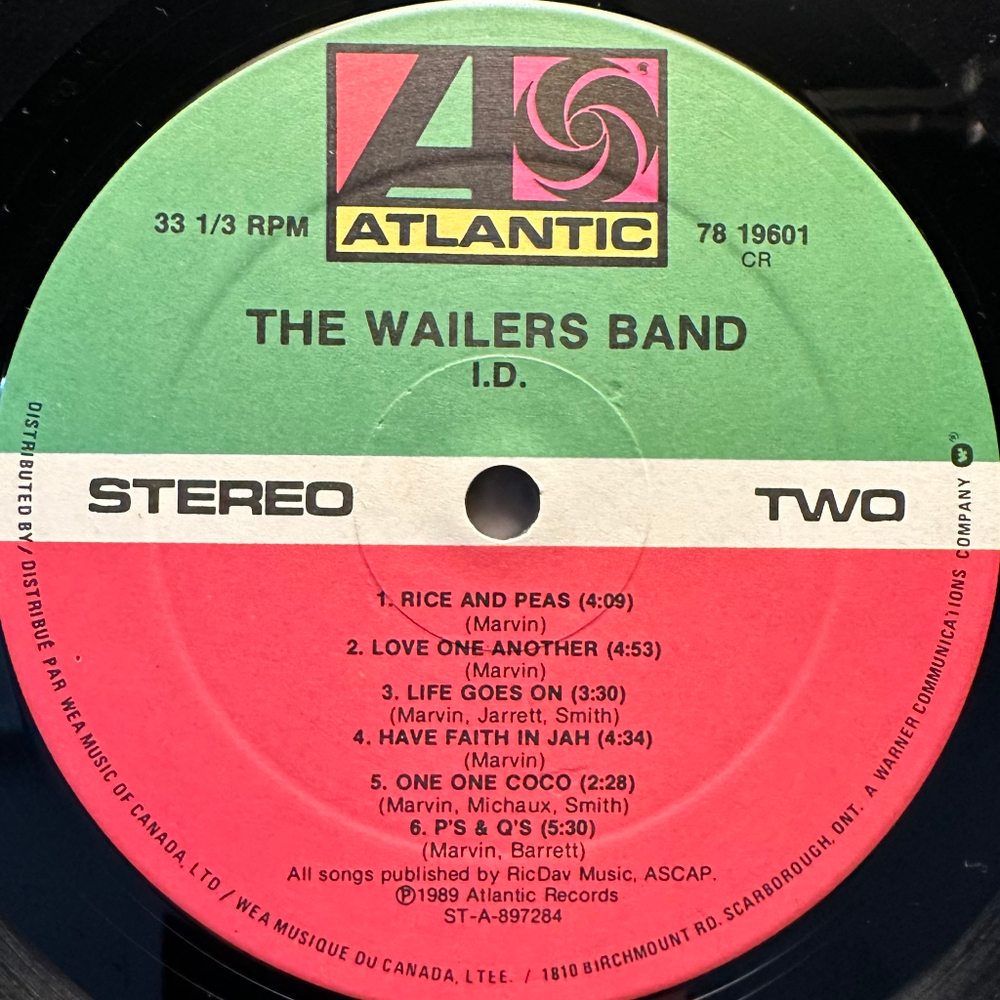 ATLANTIC
33 1/3 RPM
78 19601
CR
THE WAILERS BAND
I.D.
STEREO
TWO
1. RICE AND PEAS (4:09)
(Marvin)
2. LOVE ONE ANOTHER (4:53)
(Marvin)
3. LIFE GOES ON (3:30)
(Marvin, Jarrett, Smith)
4. HAVE FAITH IN JAH (4:34)
(Marvin)
5. ONE ONE COCO (2:28)
(Marvin, Michaux, Smith)
6. P'S & Q'S (5:30)
(Marvin, Barrett)
All songs published by RicDav Music, ASCAP.
℗1989 Atlantic Records
ST-A-897284
DISTRIBUTED BY / DISTRIBUÉ PAR WEA MUSIC OF CANADA, LTD / WEA MUSIQUE DU CANADA, LTEE. / 1810 BIRCHMOUNT RD. SCARBOROUGH, ONT. A WARNER COMMUNICATIONS COMPANY